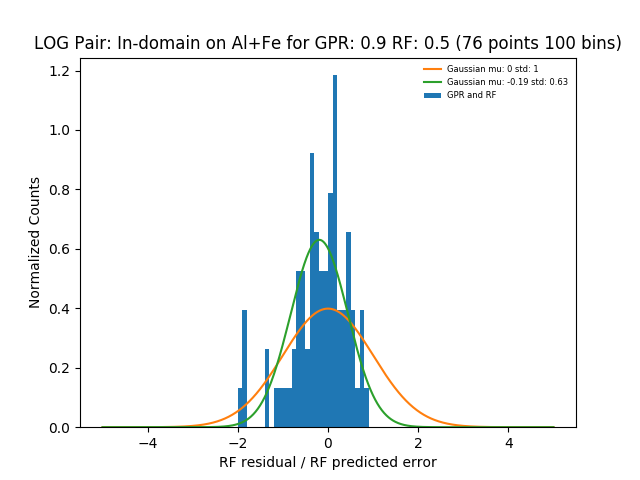 LOG Pair: In-domain on Al+Fe for GPR: 0.9 RF: 0.5 (76 points 100 bins)
Gaussian mu: 0 std: 1
Gaussian mu: -0.19 std: 0.63
GPR and RF
Normalized Counts
1.2
1.0
0.8
0.6
0.4
0.2
0.0
−4 −2 0 2 4
RF residual / RF predicted error